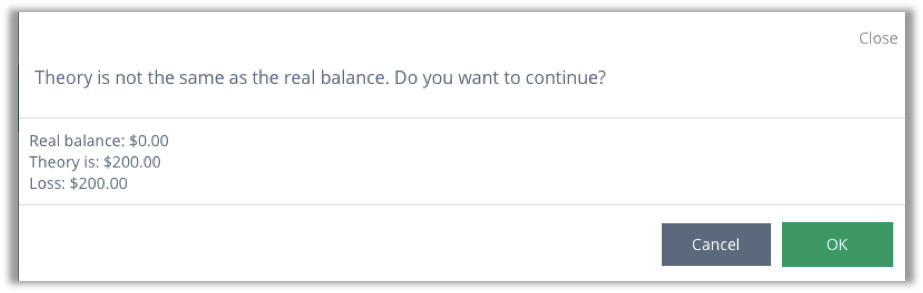 Close
Theory is not the same as the real balance. Do you want to continue?
Real balance: $0.00
Theory is: $200.00
Loss: $200.00
Cancel
OK